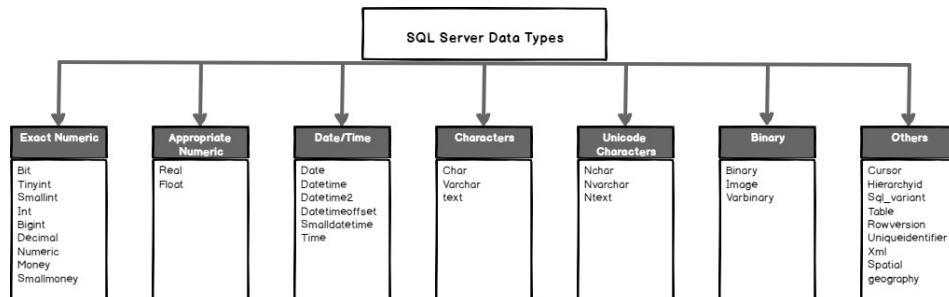 SQL Server Data Types
Exact Numeric
Bit
Tinyint
Smallint
Int
Bigint
Decimal
Numeric
Money
Smallmoney
Appropriate
Numeric
Real
Float
Date/Time
Date
Datetime
Datetime2
Datetimeoffset
Smalldatetime
Time
Characters
Char
Varchar
text
Unicode
Characters
Nchar
Nvarchar
Ntext
Binary
Binary
Image
Varbinary
Others
Cursor
Hierarchyid
Sql_variant
Table
Rowversion
Uniqueidentifier
Xml
Spatial
geography